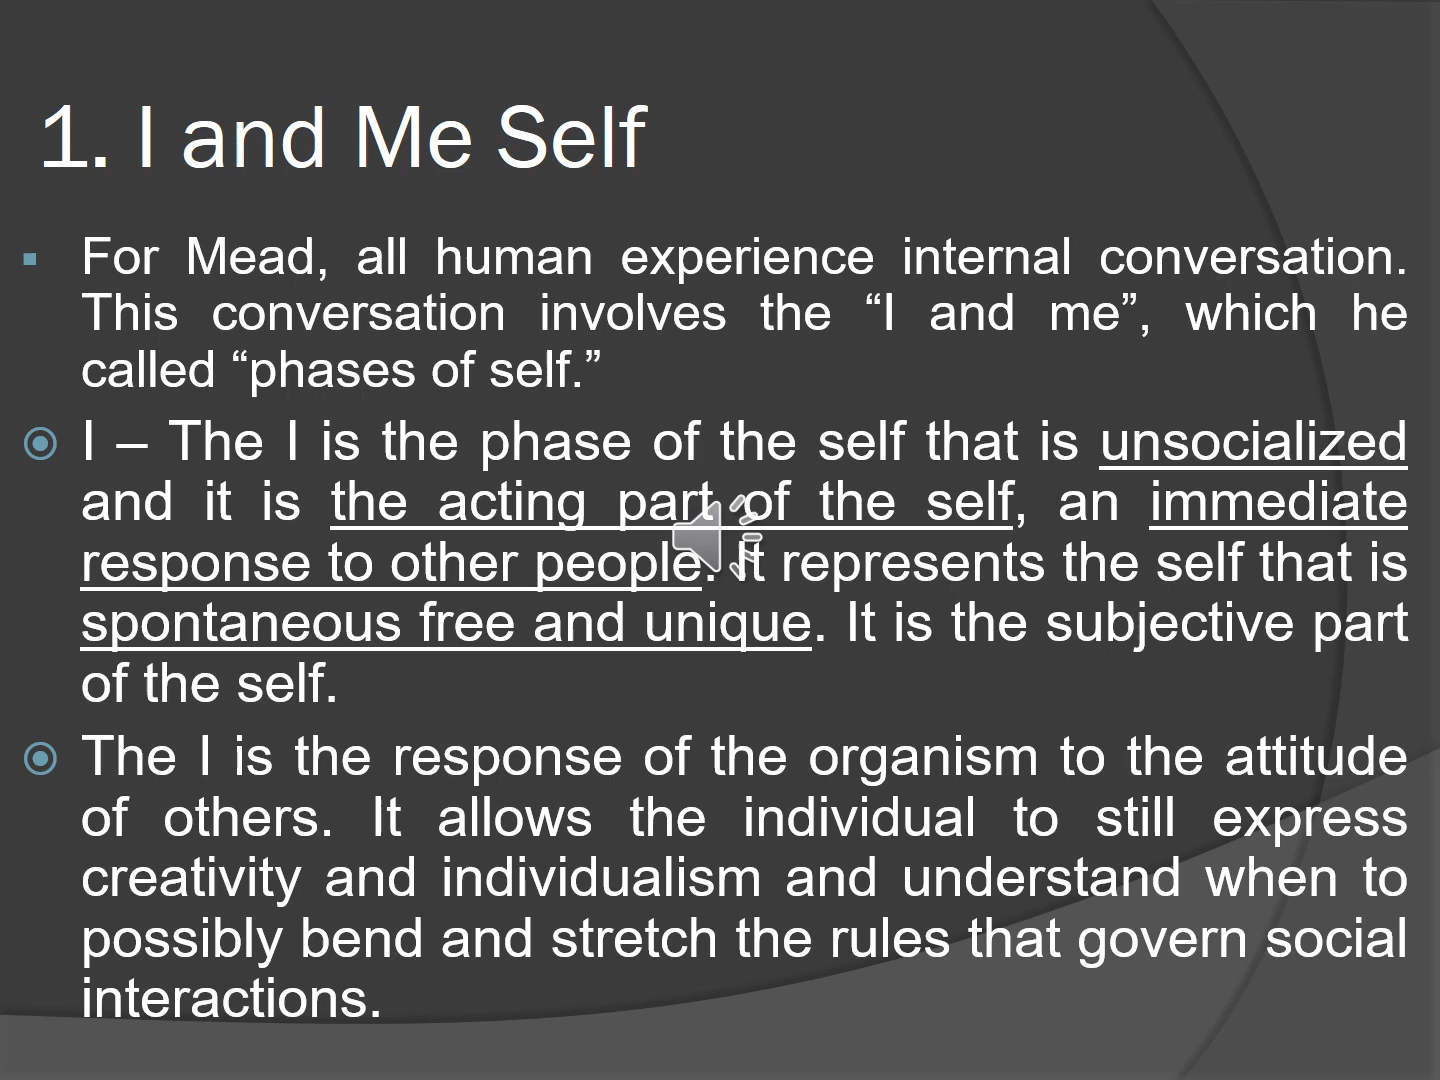 1. I and Me Self
For Mead, all human experience internal conversation.
This conversation involves the “I and me”, which he
called “phases of self.”
I – The I is the phase of the self that is unsocialized
and it is the acting part of the self, an immediate
response to other people. It represents the self that is
spontaneous free and unique. It is the subjective part
of the self.
The I is the response of the organism to the attitude
of others. It allows the individual to still express
creativity and individualism and understand when to
possibly bend and stretch the rules that govern social
interactions.